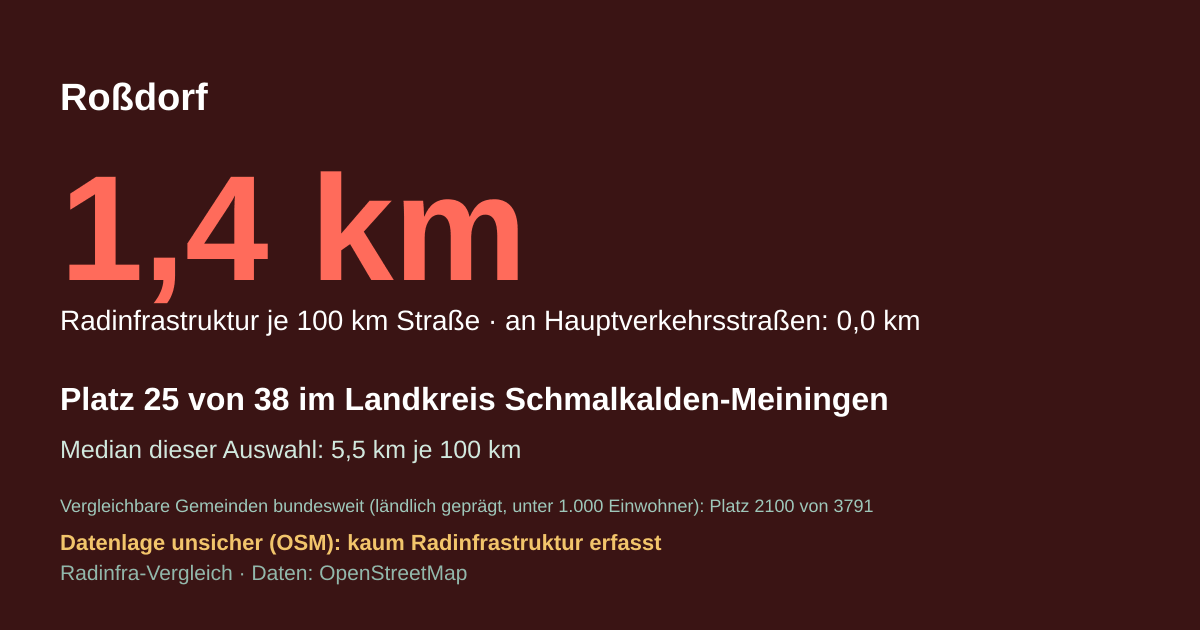 Roßdorf
1,4 km
Radinfrastruktur je 100 km Straße · an Hauptverkehrsstraßen: 0,0 km
Platz 25 von 38 im Landkreis Schmalkalden-Meiningen
Median dieser Auswahl: 5,5 km je 100 km
Vergleichbare Gemeinden bundesweit (ländlich geprägt, unter 1.000 Einwohner): Platz 2100 von 3791
Datenlage unsicher (OSM): kaum Radinfrastruktur erfasst
Radinfra-Vergleich · Daten: OpenStreetMap